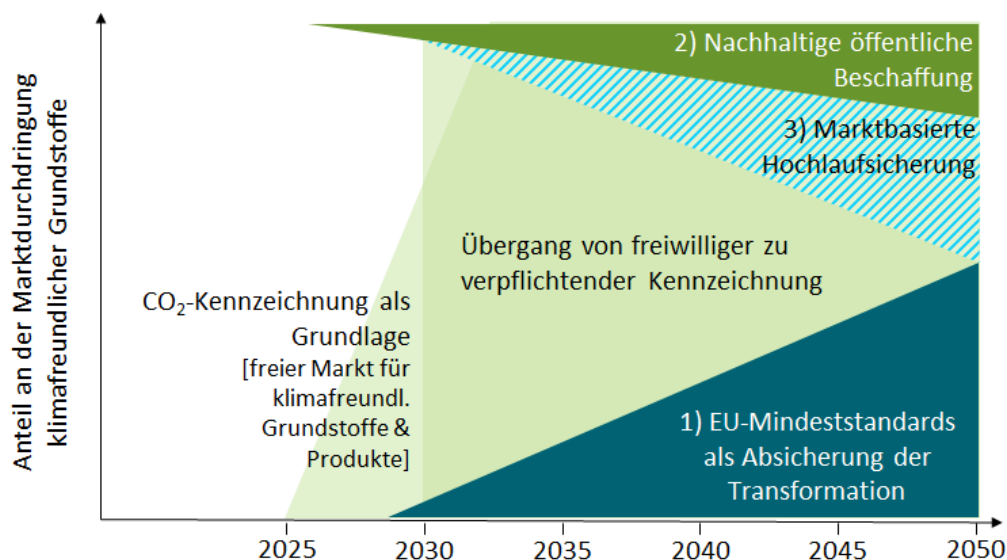 Anteil an der Marktdurchdringung
klimafreundlicher Grundstoffe
2) Nachhaltige öffentliche
Beschaffung
3) Marktbasierte
Hochlaufsicherung
Übergang von freiwilliger zu
verpflichtender Kennzeichnung
CO₂-Kennzeichnung als
Grundlage
[freier Markt für
klimafreundl.
Grundstoffe &
Produkte]
1) EU-Mindeststandards
als Absicherung der
Transformation
2025 2030 2035 2040 2045 2050